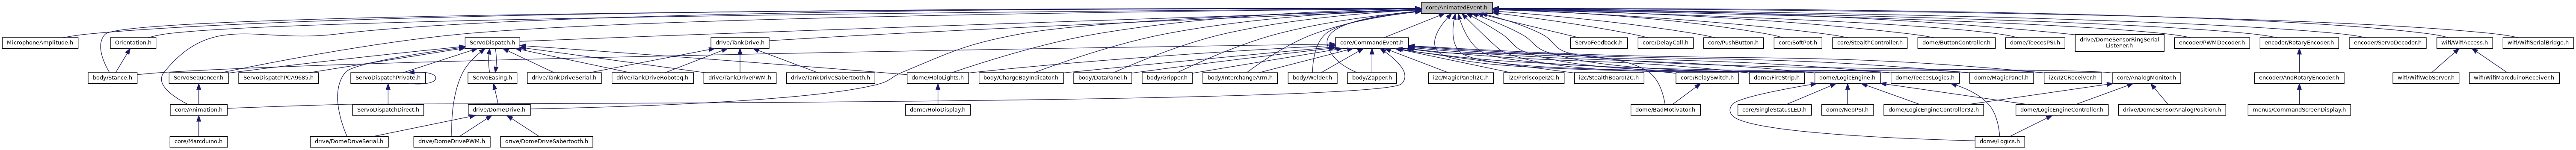 core/AnimatedEvent.h
MicrophoneAmplitude.h
Orientation.h
ServoDispatch.h
drive/TankDrive.h
core/CommandEvent.h
ServoFeedback.h
core/DelayCall.h
core/PushButton.h
core/SoftPot.h
core/StealthController.h
dome/ButtonController.h
dome/TeecesPSI.h
drive/DomeSensorRingSerial
Listener.h
encoder/PWMDecoder.h
encoder/RotaryEncoder.h
encoder/ServoDecoder.h
wifi/WifiAccess.h
wifi/WifiSerialBridge.h
body/Stance.h
ServoSequencer.h
ServoDispatchPCA9685.h
ServoDispatchPrivate.h
ServoEasing.h
drive/TankDriveSerial.h
drive/TankDriveRoboteq.h
drive/TankDrivePWM.h
drive/TankDriveSabertooth.h
dome/HoloLights.h
body/ChargeBayIndicator.h
body/DataPanel.h
body/Gripper.h
body/InterchangeArm.h
body/Welder.h
body/Zapper.h
i2c/MagicPanelI2C.h
i2c/PeriscopeI2C.h
i2c/StealthBoardI2C.h
core/RelaySwitch.h
dome/FireStrip.h
dome/LogicEngine.h
dome/TeecesLogics.h
dome/MagicPanel.h
i2c/I2CReceiver.h
core/AnalogMonitor.h
encoder/AnoRotaryEncoder.h
wifi/WifiWebServer.h
wifi/WifiMarcduinoReceiver.h
core/Animation.h
ServoDispatchDirect.h
drive/DomeDrive.h
dome/HoloDisplay.h
dome/BadMotivator.h
core/SingleStatusLED.h
dome/NeoPSI.h
dome/LogicEngineController32.h
dome/LogicEngineController.h
drive/DomeSensorAnalogPosition.h
menus/CommandScreenDisplay.h
core/Marcduino.h
drive/DomeDriveSerial.h
drive/DomeDrivePWM.h
drive/DomeDriveSabertooth.h
dome/Logics.h